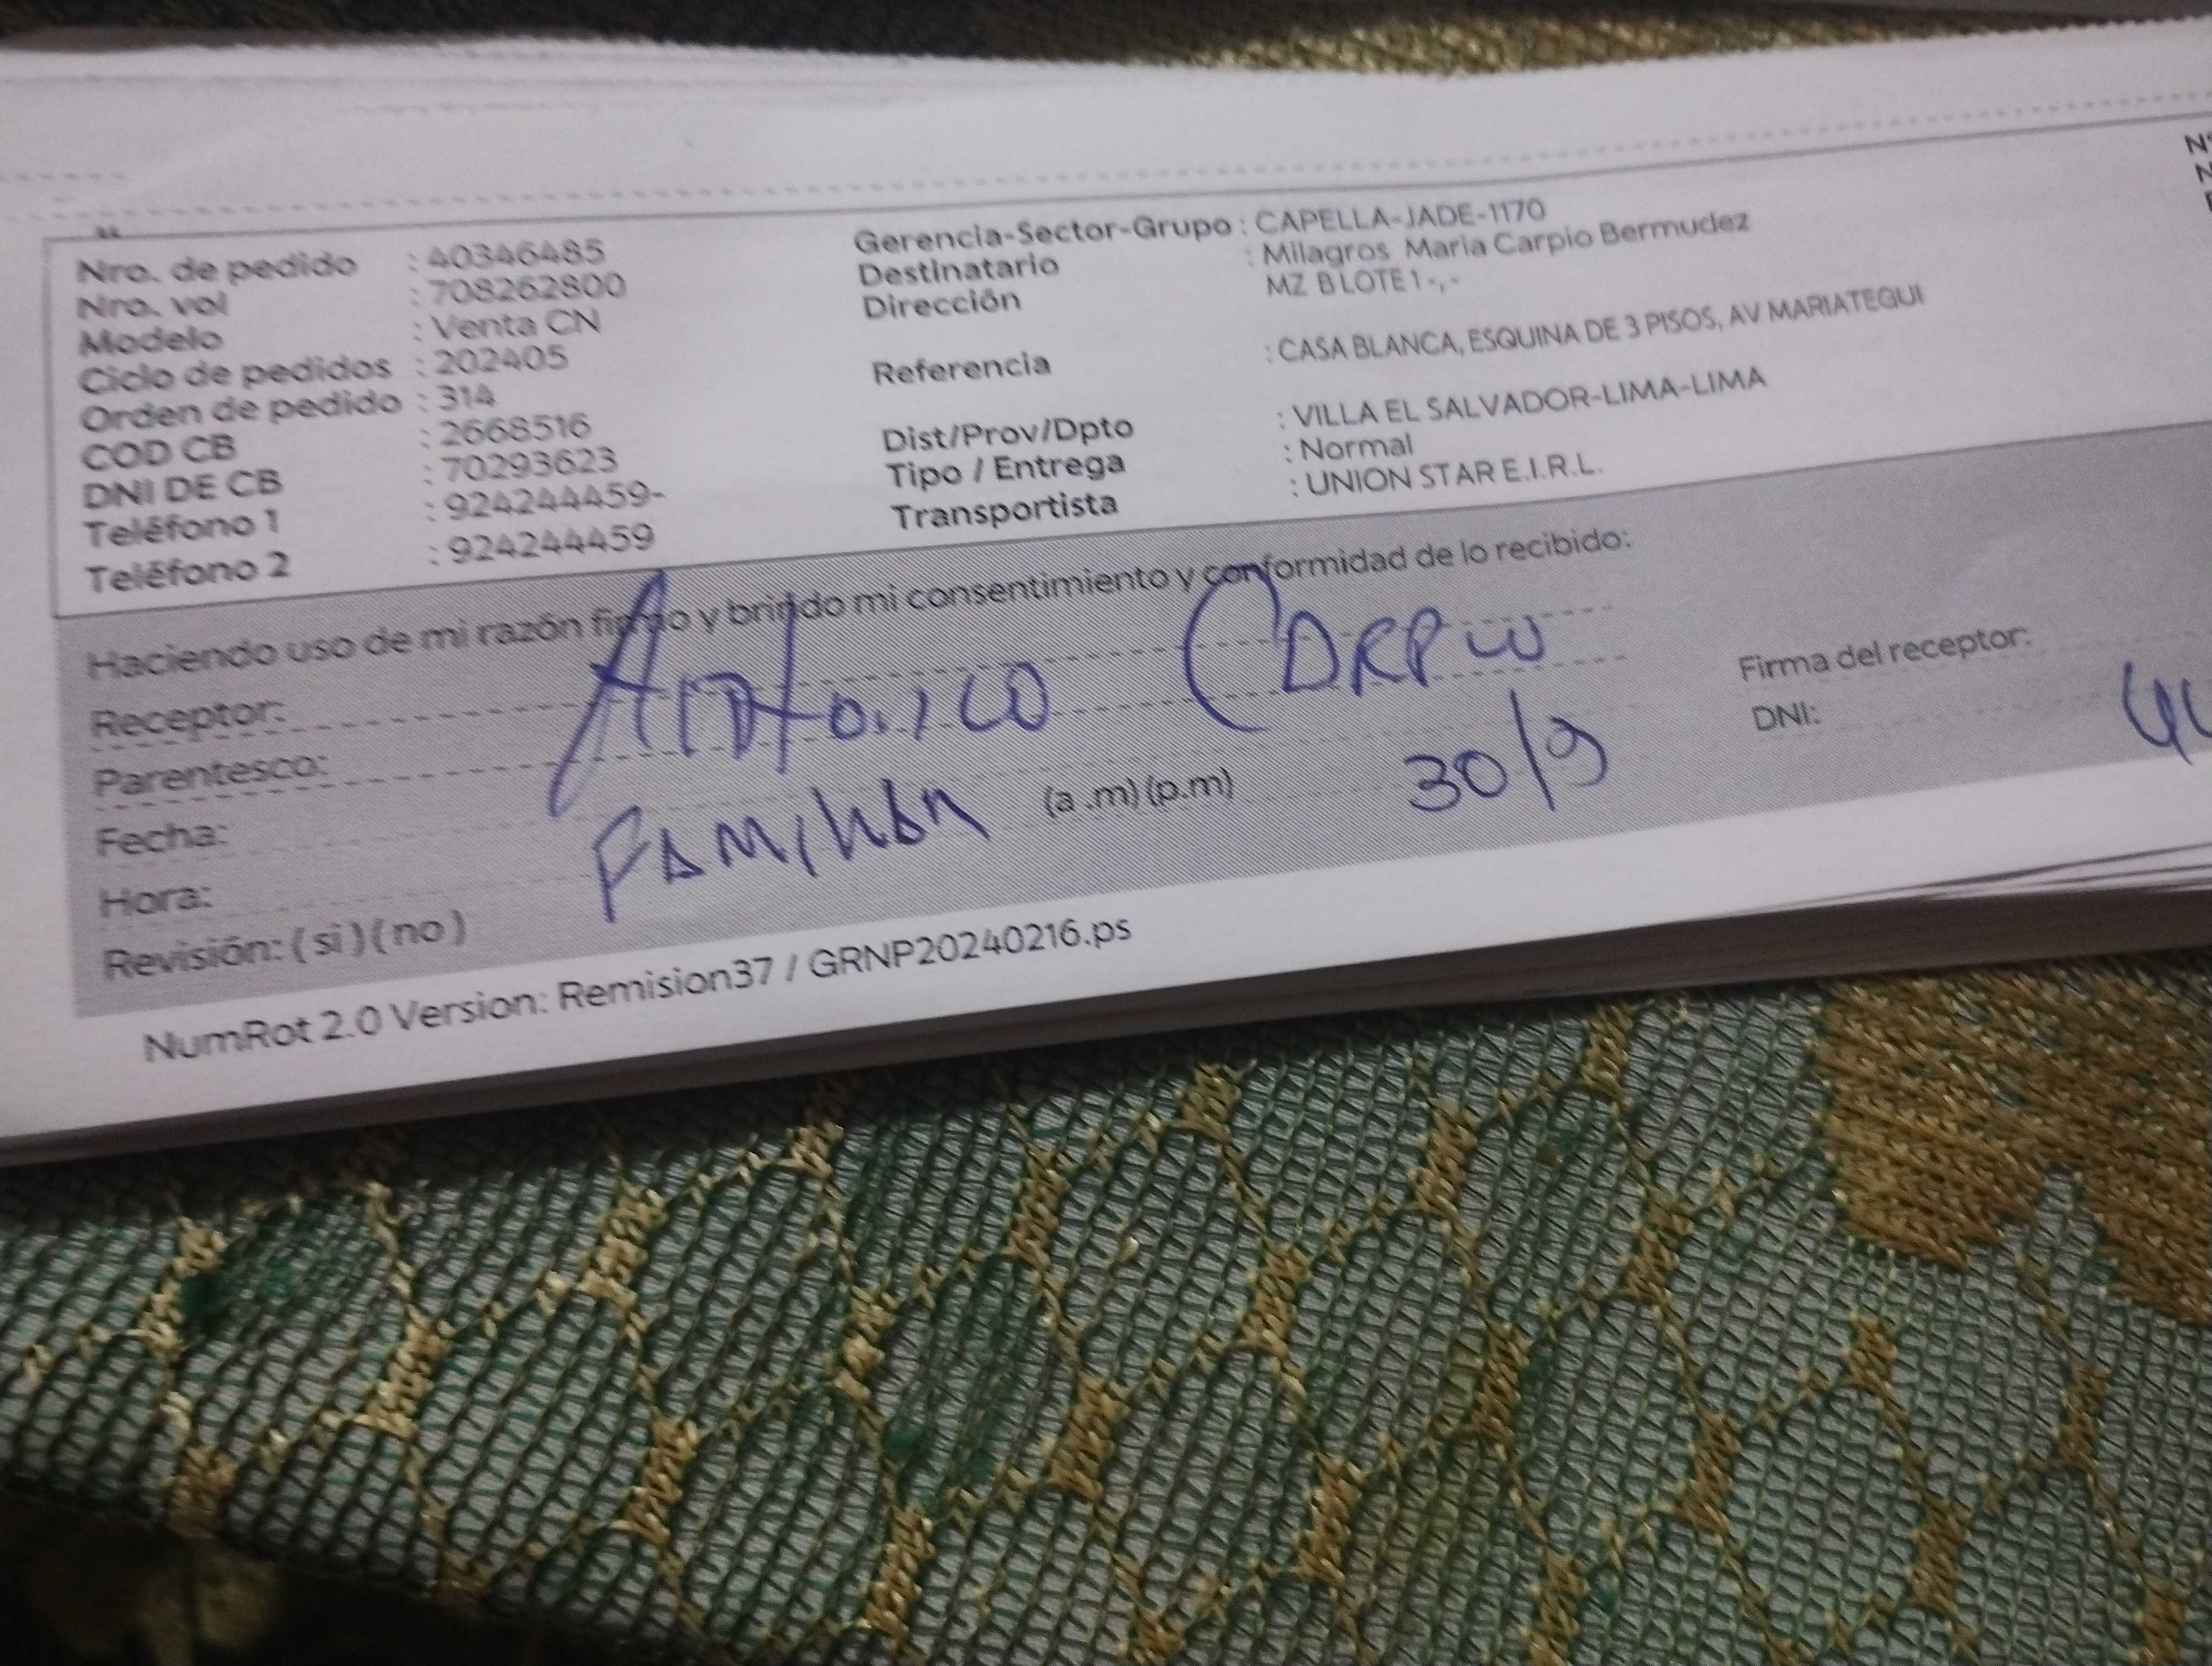 Nro. de pedido : 40346485
Nro. vol : 708262800
Modelo : Venta CN
Ciclo de pedidos : 202405
Orden de pedido : 314
COD CB : 2668516
DNI DE CB : 70293623
Teléfono 1 : 924244459-
Teléfono 2 : 924244459
Gerencia-Sector-Grupo : CAPELLA-JADE-1170
Destinatario : Milagros Maria Carpio Bermudez
Dirección MZ B LOTE 1 -, -
Referencia : CASA BLANCA, ESQUINA DE 3 PISOS, AV MARIATEGUI
Dist/Prov/Dpto : VILLA EL SALVADOR-LIMA-LIMA
Tipo / Entrega : Normal
Transportista : UNION STAR E.I.R.L.
Haciendo uso de mi razón firmo y brindo mi consentimiento y conformidad de lo recibido:
Receptor: Antonio
Parentesco:
Fecha: 30/9
Hora: (a .m) (p.m)
Revisión: ( si ) ( no )
Firma del receptor:
DNI:
NumRot 2.0 Version: Remision37 / GRNP20240216.ps